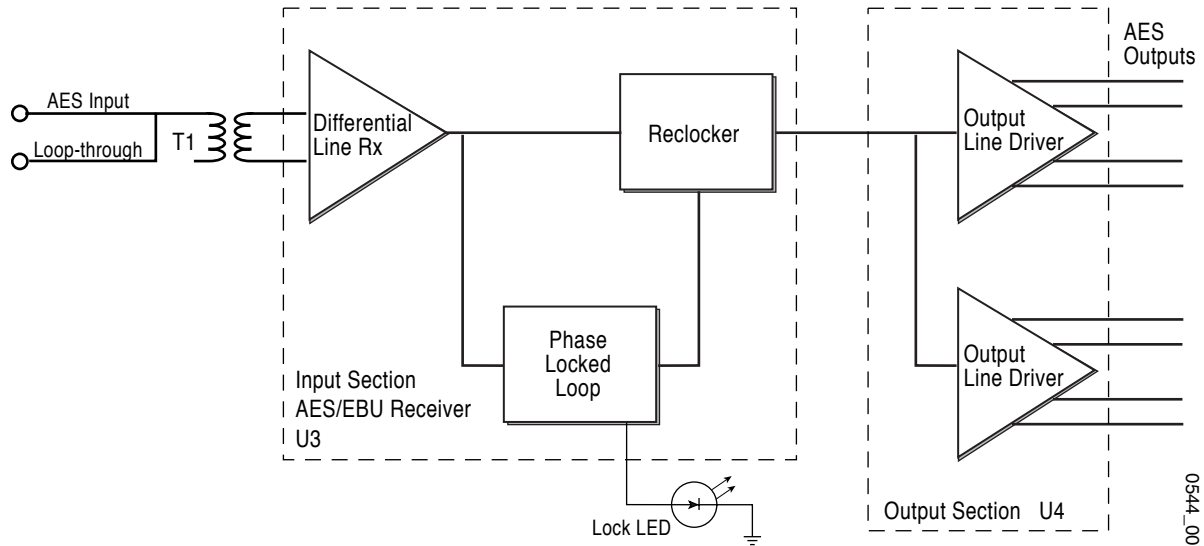 AES Input
Loop-through
T1
Differential
Line Rx
Reclocker
Phase
Locked
Loop
Input Section
AES/EBU Receiver
U3
Lock LED
Output
Line Driver
AES
Outputs
Output
Line Driver
Output Section U4
0544_00